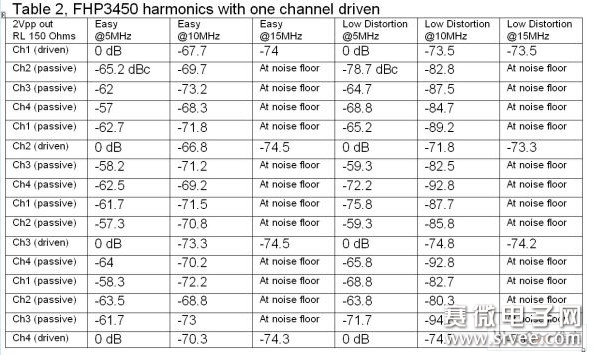 Table 2, FHP3450 harmonics with one channel driven
2Vpp out RL 150 Ohms Easy @5MHz Easy @10MHz Easy @15MHz Low Distortion @5MHz Low Distortion @10MHz Low Distortion @15MHz
Ch1 (driven) 0 dB -67.7 -74 0 dB -73.5 -73.5
Ch2 (passive) -65.2 dBc -69.7 At noise floor -78.7 dBc -82.8 At noise floor
Ch3 (passive) -62 -73.2 At noise floor -64.7 -87.5 At noise floor
Ch4 (passive) -57 -68.3 At noise floor -68.8 -84.7 At noise floor
Ch1 (passive) -62.7 -71.8 At noise floor -65.2 -89.2 At noise floor
Ch2 (driven) 0 dB -66.8 -74.5 0 dB -71.8 -73.3
Ch3 (passive) -58.2 -71.2 At noise floor -59.3 -82.5 At noise floor
Ch4 (passive) -62.5 -69.2 At noise floor -72.2 -92.8 At noise floor
Ch1 (passive) -61.7 -71.5 At noise floor -75.8 -87.7 At noise floor
Ch2 (passive) -57.3 -70.8 At noise floor -59.3 -85.8 At noise floor
Ch3 (driven) 0 dB -73.3 -74.5 0 dB -74.8 -74.2
Ch4 (passive) -64 -70.2 At noise floor -65.8 -92.8 At noise floor
Ch1 (passive) -58.3 -72.2 At noise floor -68.8 -82.7 At noise floor
Ch2 (passive) -63.5 -68.8 At noise floor -63.8 -80.3 At noise floor
Ch3 (passive) -61.7 -73 At noise floor -71.7
Ch4 (driven) 0 dB -70.3 -74.3 0 dB
赛微电子网
www.srvee.com